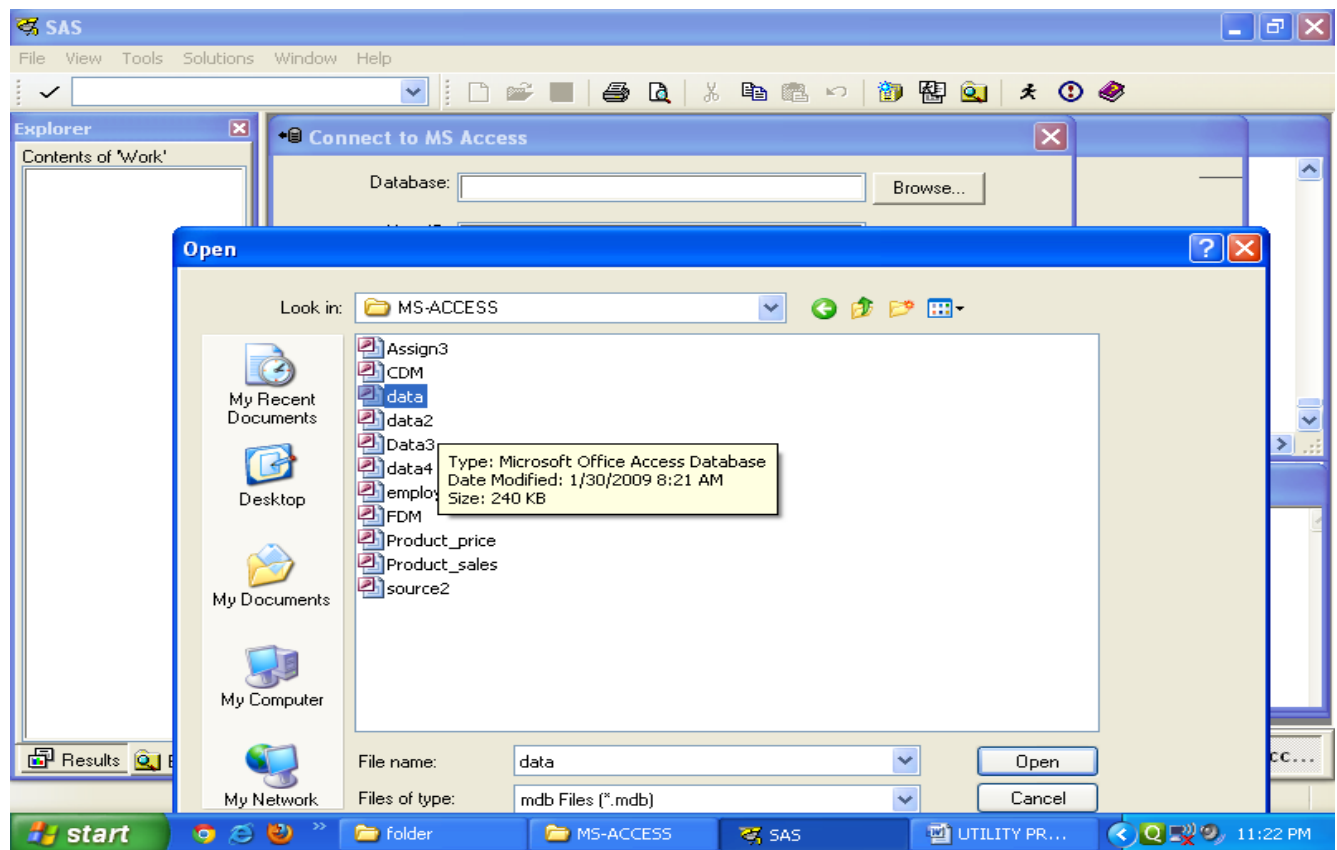 SAS
File View Tools Solutions Window Help
Explorer
Contents of 'Work'
Connect to MS Access
Database:
Browse...
Open
Look in: MS-ACCESS
My Recent Documents
Desktop
My Documents
My Computer
My Network
Assign3
CDM
data
data2
Data3
data4
employ
FDM
Product_price
Product_sales
source2
Type: Microsoft Office Access Database
Date Modified: 1/30/2009 8:21 AM
Size: 240 KB
File name: data
Open
Files of type: mdb Files (*.mdb)
Cancel
Results
cc...
start
folder
MS-ACCESS
SAS
UTILITY PR...
11:22 PM